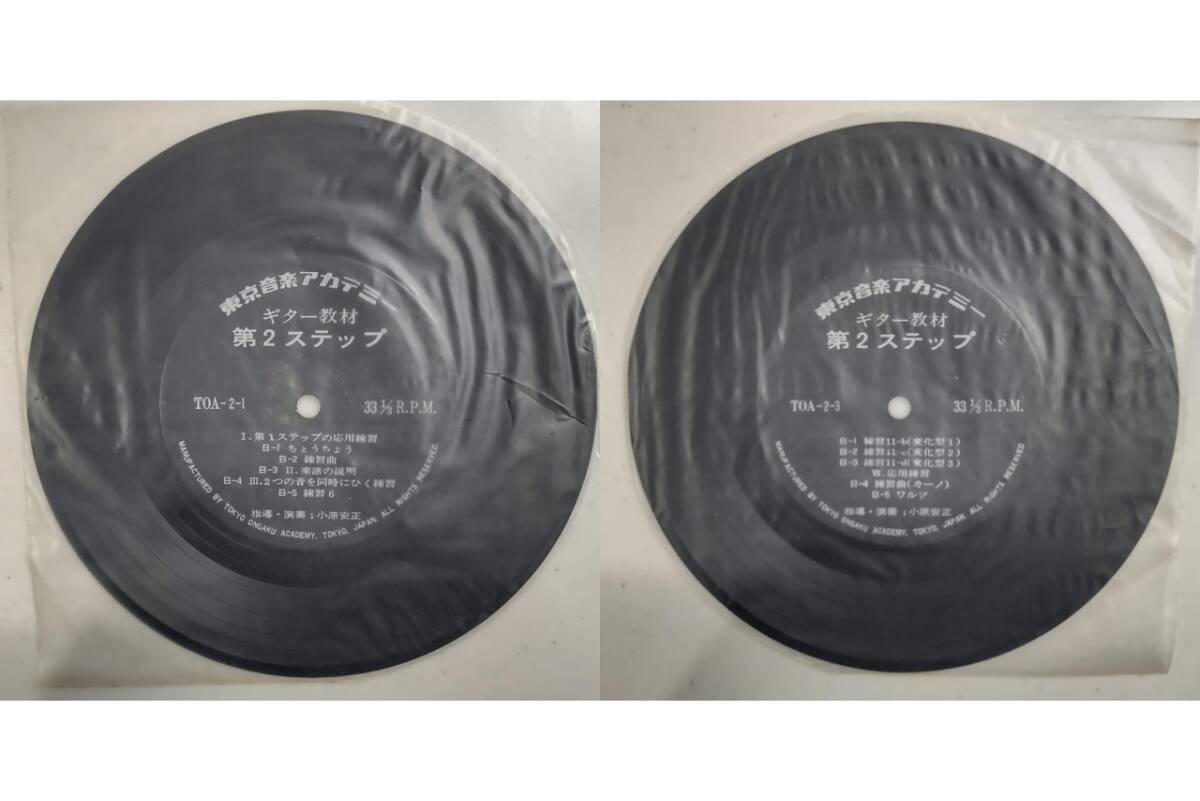 東京音楽アカデミー
ギター教材
第2ステップ
TOA-2-1
33 1/3 R.P.M.
I.第1ステップの応用練習
B-1 ちょうちょう
B-2 練習曲
B-3 II.楽譜の説明
B-4 III.2つの音を同時にひく練習
B-5 練習6
指導・演奏;小原安正
MANUFACTURED BY TOKYO ONGAKU ACADEMY, TOKYO, JAPAN. ALL RIGHTS RESERVED.
東京音楽アカデミー
ギター教材
第2ステップ
TOA-2-3
33 1/3 R.P.M.
B-1 練習11-b(変化型1)
B-2 練習11-c(変化型2)
B-3 練習11-d(変化型3)
VII.応用練習
B-4 練習曲(カーノ)
B-5 ワルツ
指導・演奏;小原安正
MANUFACTURED BY TOKYO ONGAKU ACADEMY, TOKYO, JAPAN. ALL RIGHTS RESERVED.